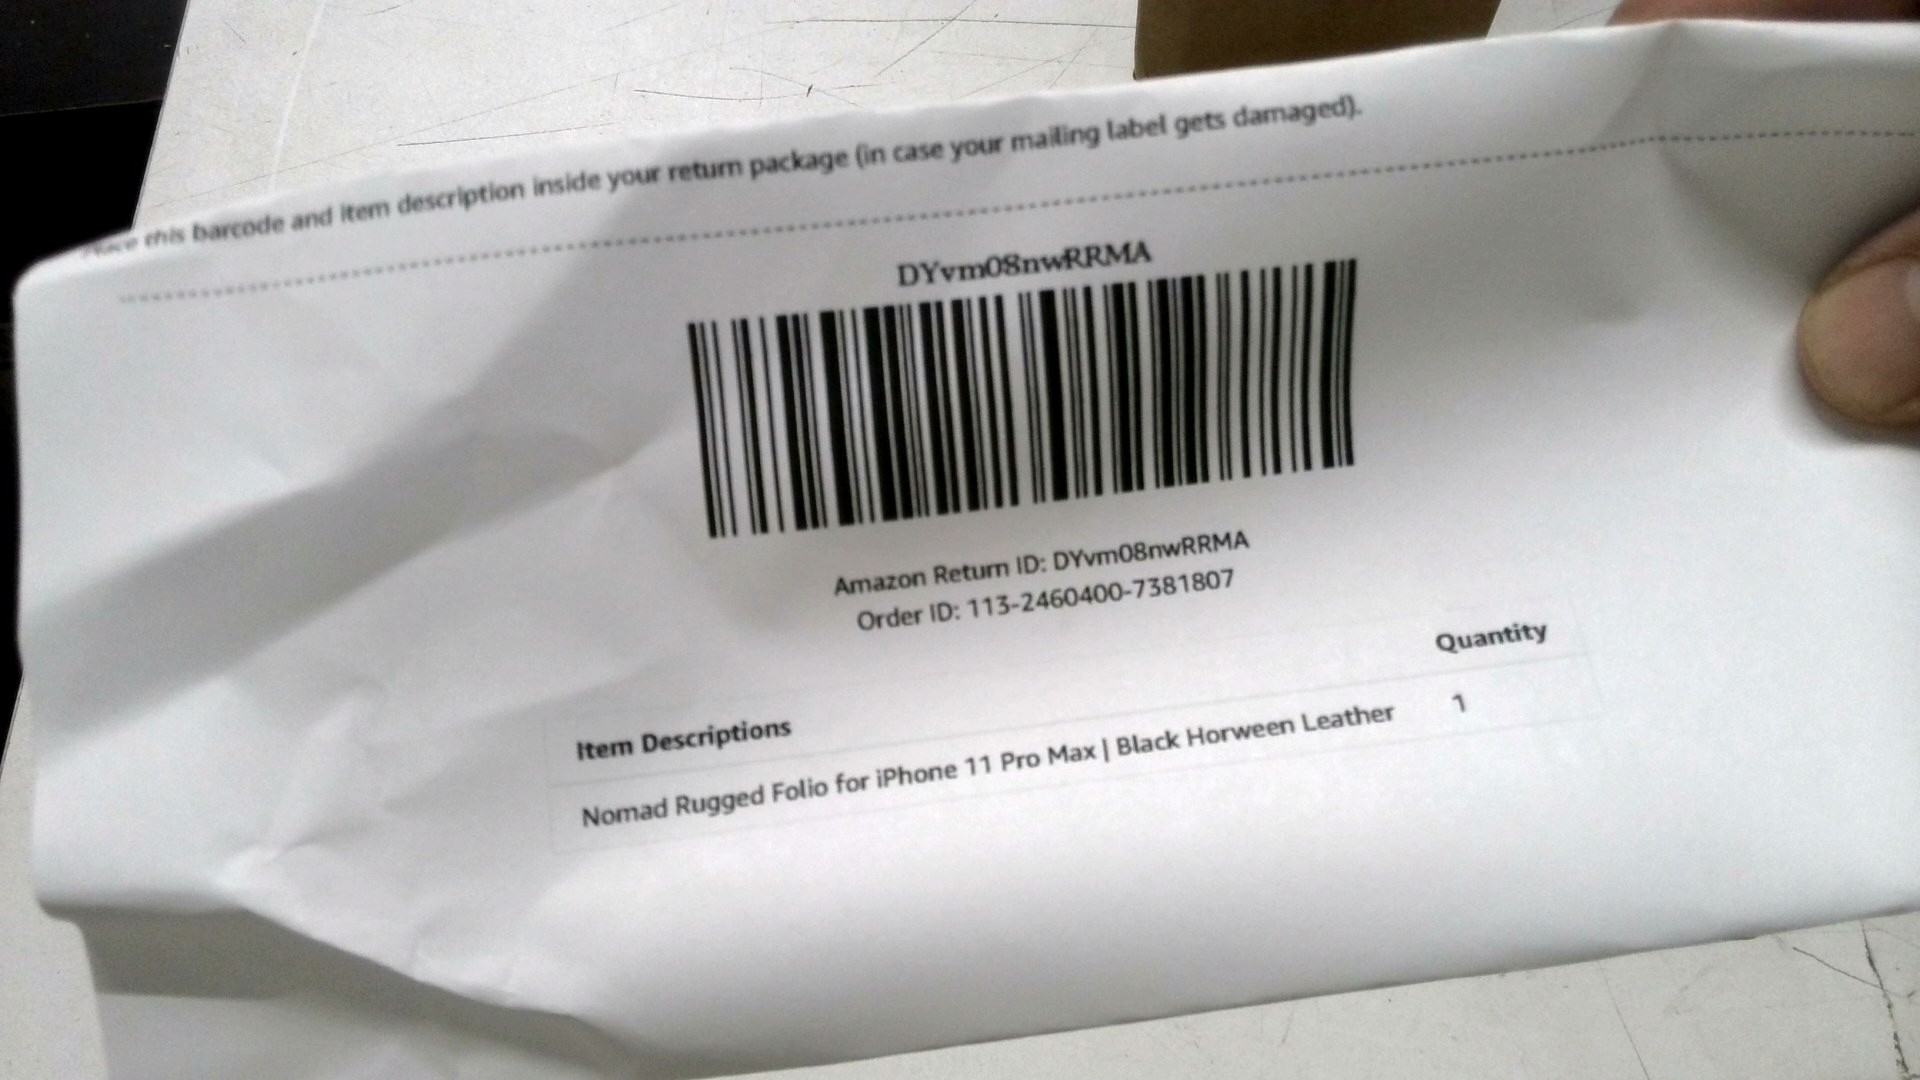 this barcode and item description inside your return package (in case your mailing label gets damaged).
DYvm08nwRRMA
Amazon Return ID: DYvm08nwRRMA
Order ID: 113-2460400-7381807
Item Descriptions Quantity
Nomad Rugged Folio for iPhone 11 Pro Max | Black Horween Leather 1